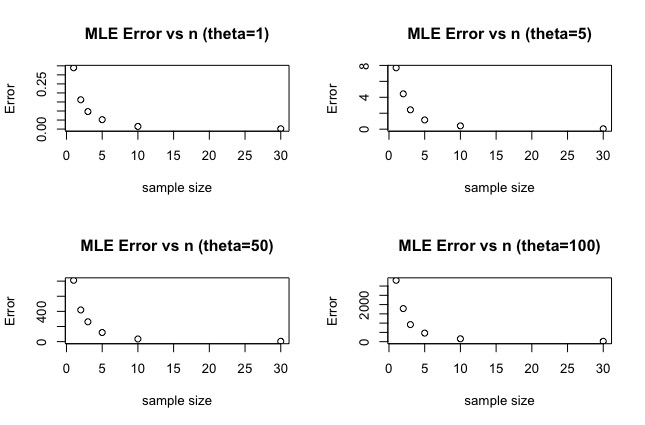 MLE Error vs n (theta=1)
Error
0.00 0.25
0 5 10 15 20 25 30
sample size
MLE Error vs n (theta=5)
Error
0 4 8
0 5 10 15 20 25 30
sample size
MLE Error vs n (theta=50)
Error
0 400
0 5 10 15 20 25 30
sample size
MLE Error vs n (theta=100)
Error
0 2000
0 5 10 15 20 25 30
sample size